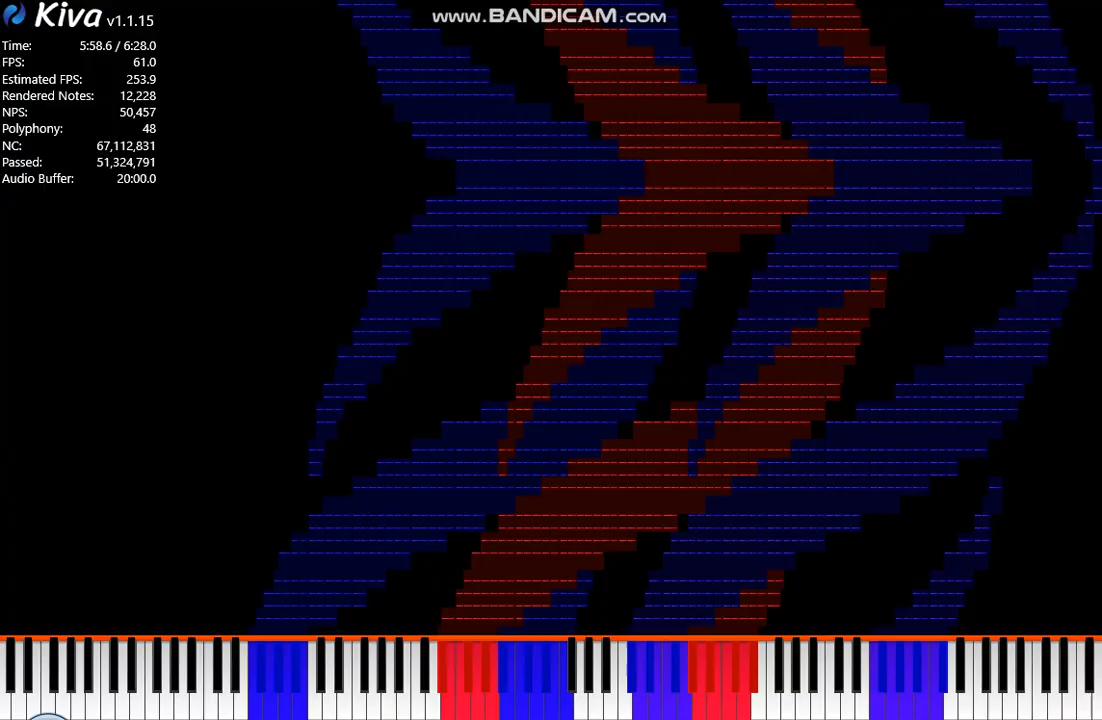 Kiva v1.1.15
www.BANDICAM.com
Time: 5:58.6 / 6:28.0
FPS: 61.0
Estimated FPS: 253.9
Rendered Notes: 12,228
NPS: 50,457
Polyphony: 48
NC: 67,112,831
Passed: 51,324,791
Audio Buffer: 20:00.0